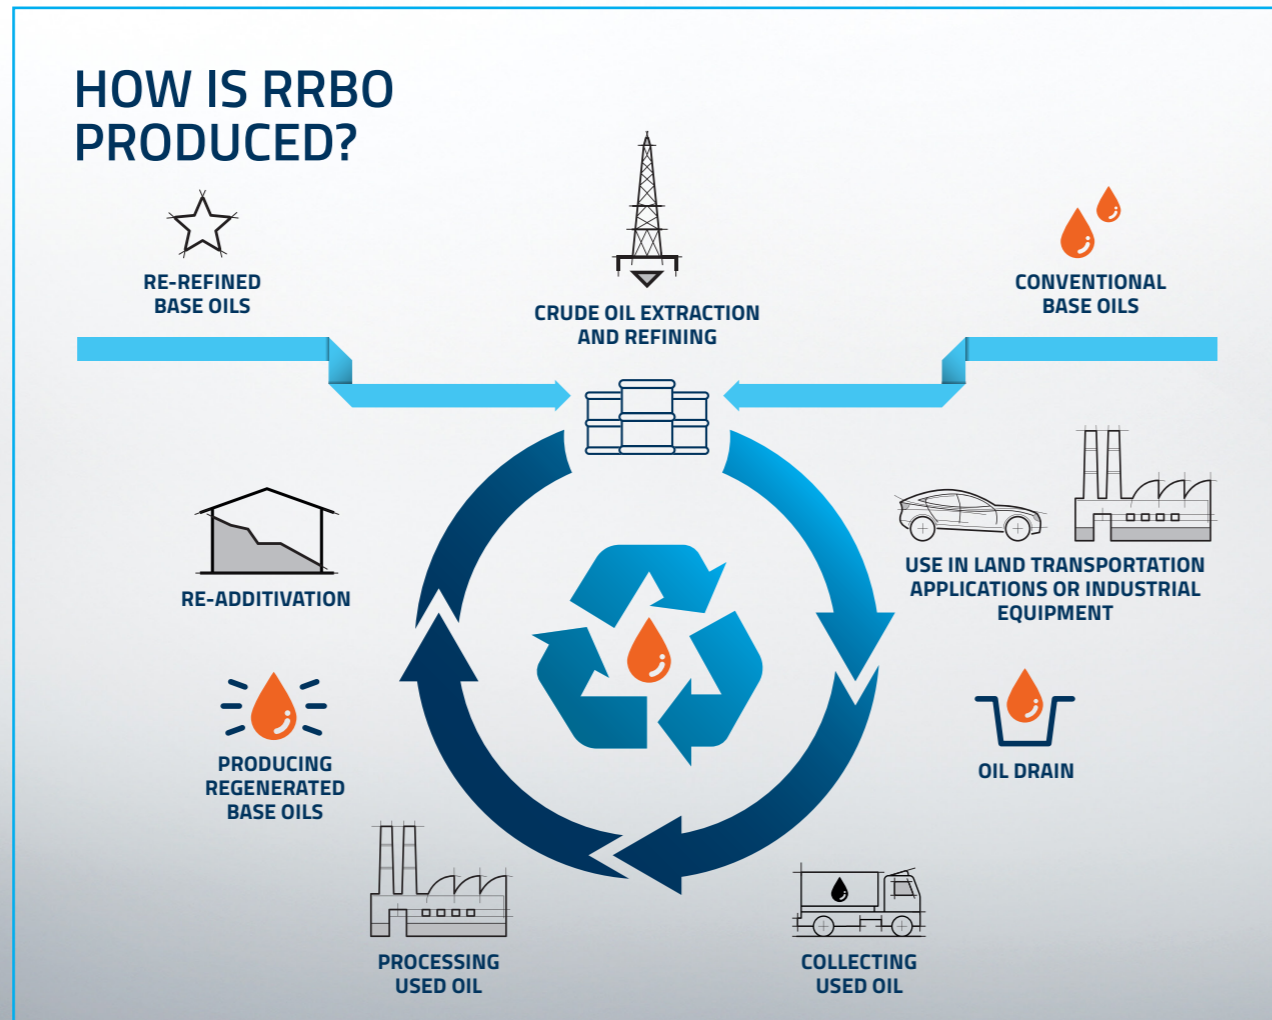 HOW IS RRBO
PRODUCED?
RE-REFINED
BASE OILS
CRUDE OIL EXTRACTION
AND REFINING
CONVENTIONAL
BASE OILS
USE IN LAND TRANSPORTATION
APPLICATIONS OR INDUSTRIAL
EQUIPMENT
OIL DRAIN
COLLECTING
USED OIL
PROCESSING
USED OIL
PRODUCING
REGENERATED
BASE OILS
RE-ADDITIVATION